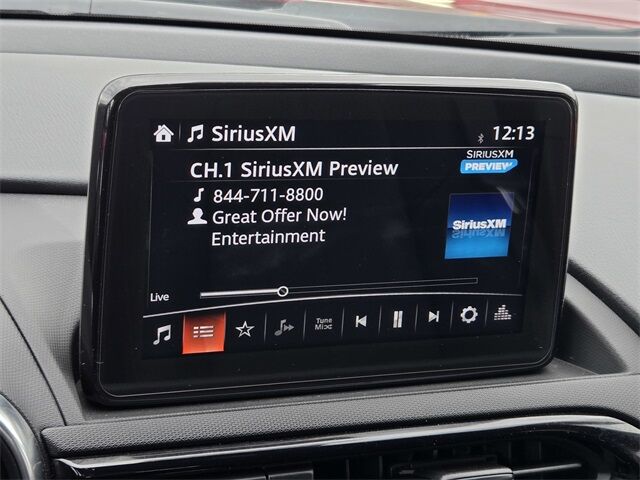 SiriusXM
12:13
CH.1 SiriusXM Preview
SIRIUSXM
PREVIEW
844-711-8800
Great Offer Now!
Entertainment
SiriusXM
Live
Tune
Mix